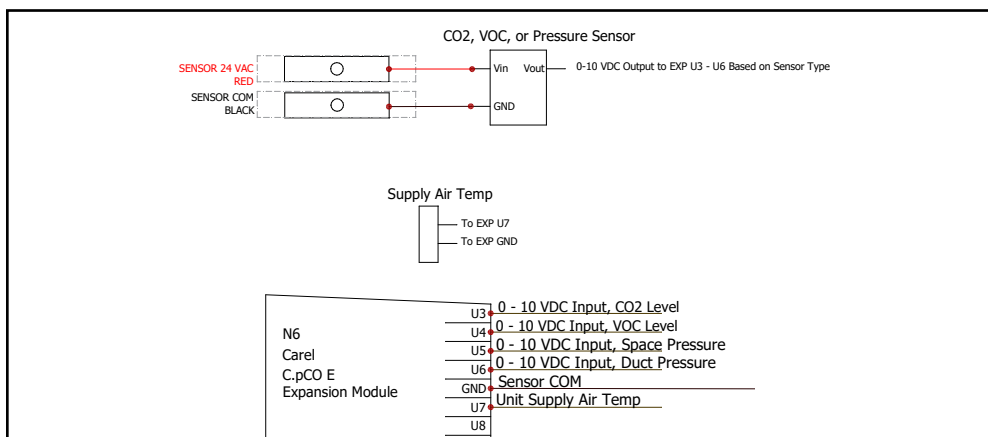 CO2, VOC, or Pressure Sensor
SENSOR 24 VAC
RED
Vin
Vout
0-10 VDC Output to EXP U3 - U6 Based on Sensor Type
SENSOR COM
BLACK
GND
Supply Air Temp
To EXP U7
To EXP GND
U3
0 - 10 VDC Input, CO2 Level
N6
U4
0 - 10 VDC Input, VOC Level
Carel
U5
0 - 10 VDC Input, Space Pressure
C.pCO E
U6
0 - 10 VDC Input, Duct Pressure
Expansion Module
GND
Sensor COM
U7
Unit Supply Air Temp
U8